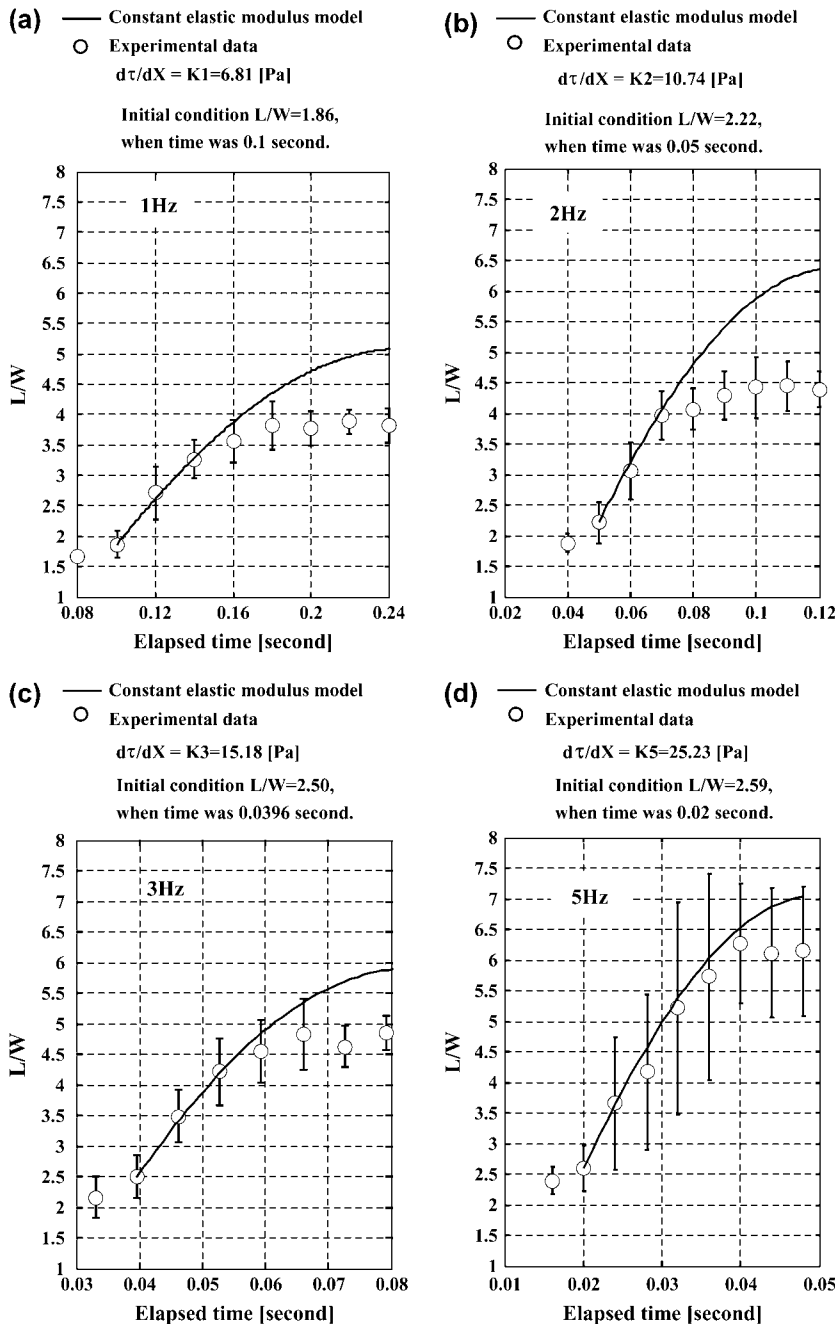 (a)
Constant elastic modulus model
Experimental data
dτ/dX = K1=6.81 [Pa]
Initial condition L/W=1.86,
when time was 0.1 second.
8
7.5
7
6.5
6
5.5
5
4.5
4
3.5
3
2.5
2
1.5
1
L/W
1Hz
0.08
0.12
0.16
0.2
0.24
Elapsed time [second]
(b)
Constant elastic modulus model
Experimental data
dτ/dX = K2=10.74 [Pa]
Initial condition L/W=2.22,
when time was 0.05 second.
8
7.5
7
6.5
6
5.5
5
4.5
4
3.5
3
2.5
2
1.5
1
L/W
2Hz
0.02
0.04
0.06
0.08
0.1
0.12
Elapsed time [second]
(c)
Constant elastic modulus model
Experimental data
dτ/dX = K3=15.18 [Pa]
Initial condition L/W=2.50,
when time was 0.0396 second.
8
7.5
7
6.5
6
5.5
5
4.5
4
3.5
3
2.5
2
1.5
1
L/W
3Hz
0.03
0.04
0.05
0.06
0.07
0.08
Elapsed time [second]
(d)
Constant elastic modulus model
Experimental data
dτ/dX = K5=25.23 [Pa]
Initial condition L/W=2.59,
when time was 0.02 second.
8
7.5
7
6.5
6
5.5
5
4.5
4
3.5
3
2.5
2
1.5
1
L/W
5Hz
0.01
0.02
0.03
0.04
0.05
Elapsed time [second]